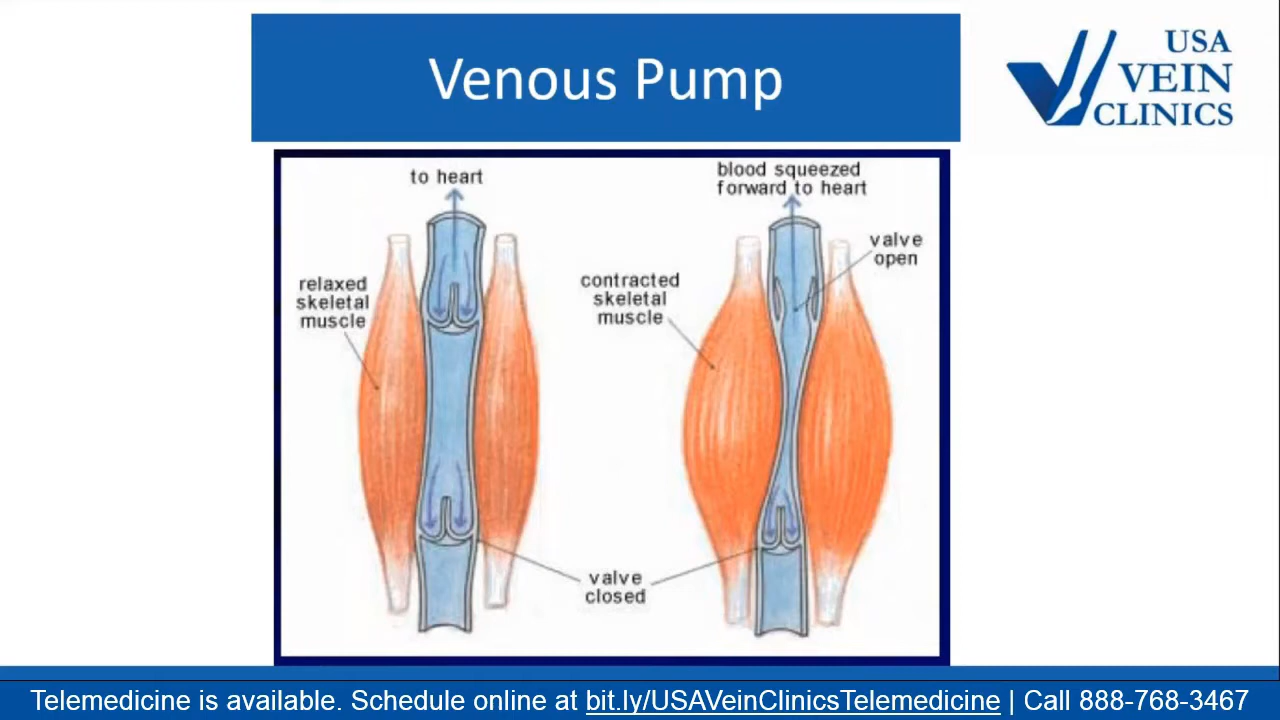 Venous Pump
USA
VEIN
CLINICS
to heart
relaxed
skeletal
muscle
blood squeezed
forward to heart
valve
open
contracted
skeletal
muscle
valve
closed
Telemedicine is available. Schedule online at bit.ly/USAVeinClinicsTelemedicine | Call 888-768-3467